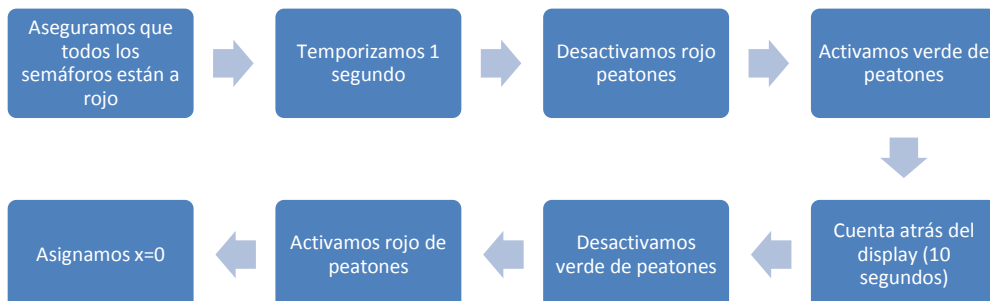 Aseguramos que
todos los
semáforos están a
rojo
Temporizamos 1
segundo
Desactivamos rojo
peatones
Activamos verde de
peatones
Cuenta atrás del
display (10
segundos)
Desactivamos
verde de peatones
Activamos rojo de
peatones
Asignamos x=0